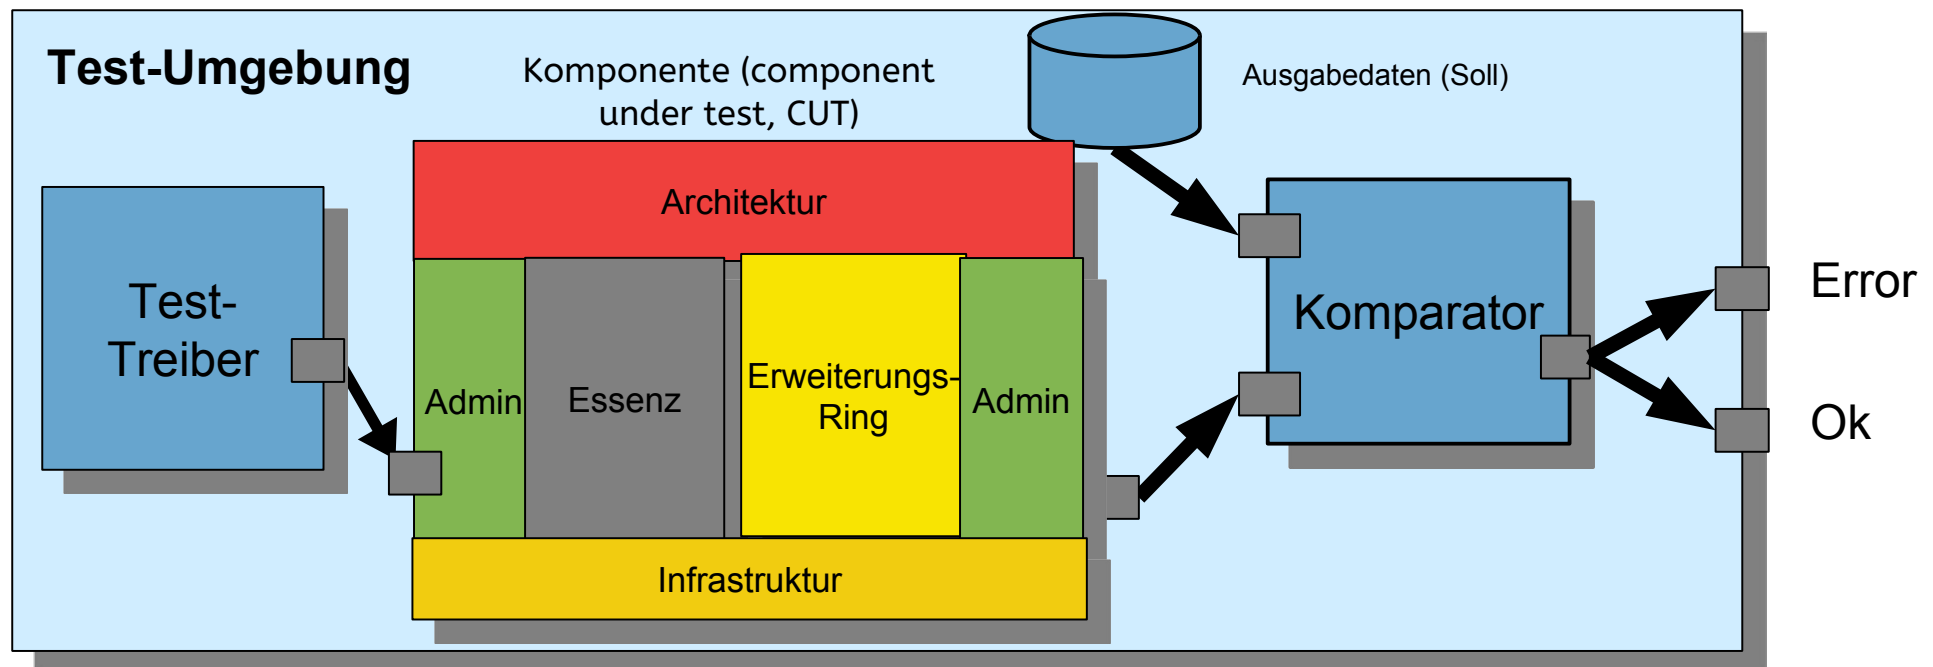 Test-Umgebung
Komponente (component
under test, CUT)
Ausgabedaten (Soll)
Architektur
Test-
Treiber
Admin
Essenz
Erweiterungs-
Ring
Admin
Infrastruktur
Komparator
Error
Ok